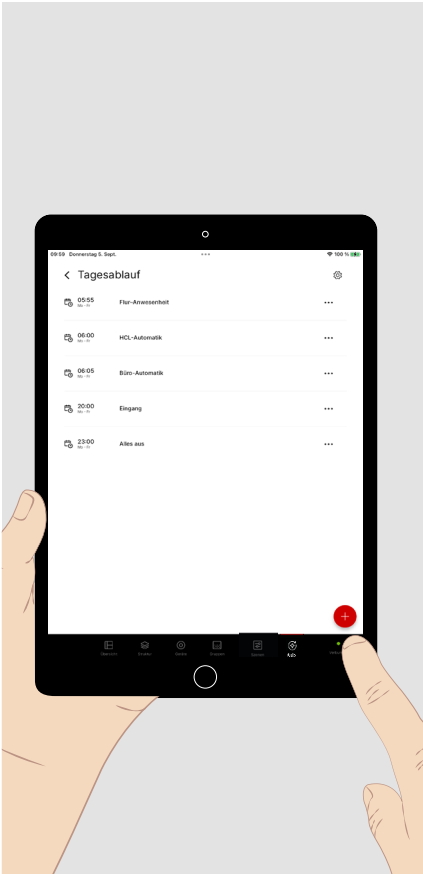 09:59 Donnerstag 5. Sept.
100 %
Tagesablauf
05:55
Mo - Fr
Flur-Anwesenheit
06:00
Mo - Fr
HCL-Automatik
06:05
Mo - Fr
Büro-Automatik
20:00
Mo - Fr
Eingang
23:00
Mo - Fr
Alles aus
Auto